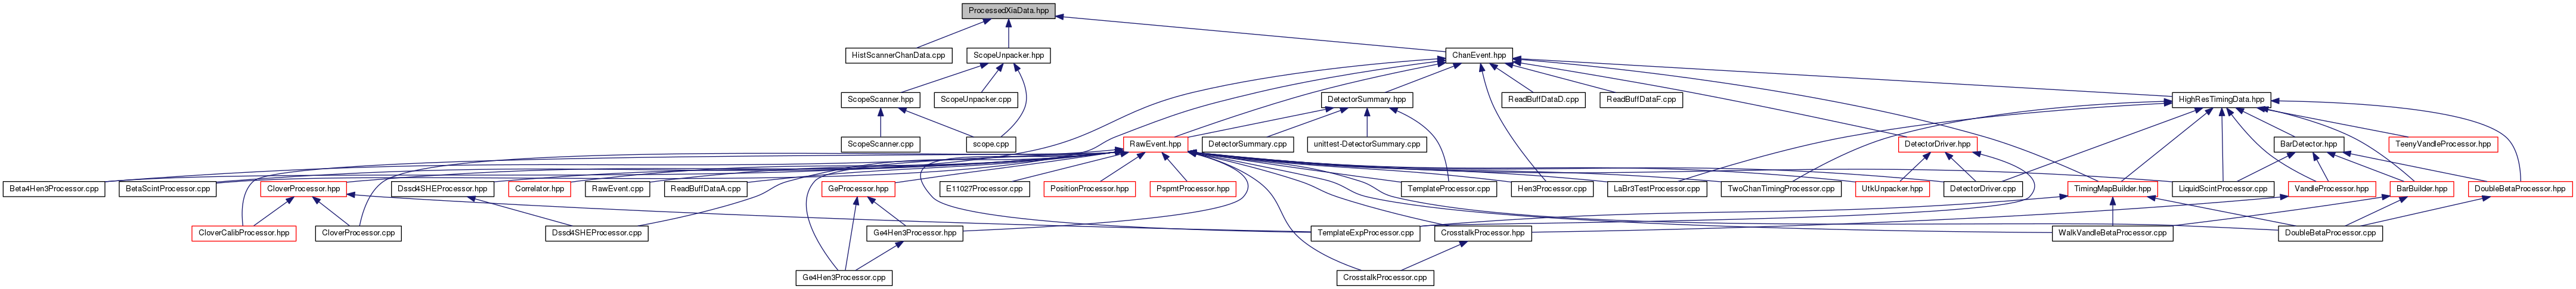 ProcessedXiaData.hpp
HistScannerChanData.cpp
ScopeUnpacker.hpp
ChanEvent.hpp
ScopeScanner.hpp
ScopeUnpacker.cpp
DetectorSummary.hpp
ReadBuffDataD.cpp
ReadBuffDataF.cpp
HighResTimingData.hpp
ScopeScanner.cpp
scope.cpp
RawEvent.hpp
DetectorSummary.cpp
unittest-DetectorSummary.cpp
DetectorDriver.hpp
BarDetector.hpp
TeenyVandleProcessor.hpp
Beta4Hen3Processor.cpp
BetaScintProcessor.cpp
CloverProcessor.hpp
Dssd4SHEProcessor.hpp
Correlator.hpp
RawEvent.cpp
ReadBuffDataA.cpp
GeProcessor.hpp
E11027Processor.cpp
PositionProcessor.hpp
PspmtProcessor.hpp
TemplateProcessor.cpp
Hen3Processor.cpp
LaBr3TestProcessor.cpp
TwoChanTimingProcessor.cpp
UtkUnpacker.hpp
DetectorDriver.cpp
TimingMapBuilder.hpp
LiquidScintProcessor.cpp
VandleProcessor.hpp
BarBuilder.hpp
DoubleBetaProcessor.hpp
CloverCalibProcessor.hpp
CloverProcessor.cpp
Dssd4SHEProcessor.cpp
Ge4Hen3Processor.hpp
TemplateExpProcessor.cpp
CrosstalkProcessor.hpp
WalkVandleBetaProcessor.cpp
DoubleBetaProcessor.cpp
Ge4Hen3Processor.cpp
CrosstalkProcessor.cpp